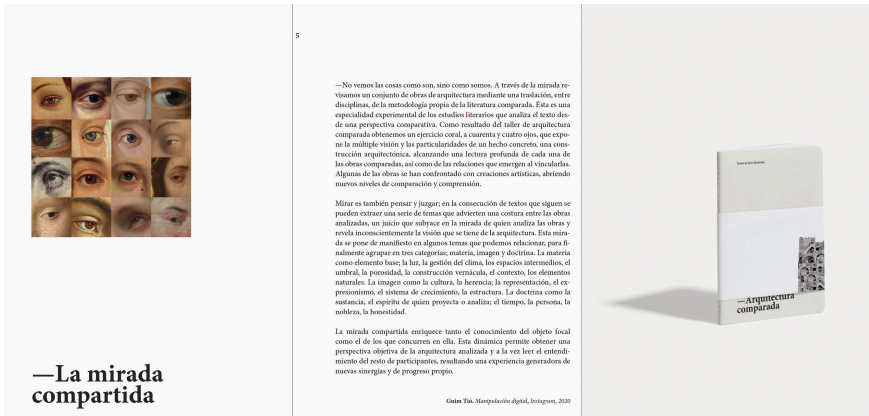 —La mirada
compartida
5
—No vemos las cosas como son, sino como somos. A través de la mirada re-
visamos un conjunto de obras de arquitectura mediante una traslación, entre
disciplinas, de la metodología propia de la literatura comparada. Ésta es una
especialidad experimental de los estudios literarios que analiza el texto des-
de una perspectiva comparativa. Como resultado del taller de arquitectura
comparada obtenemos un ejercicio coral, a cuarenta y cuatro ojos, que expo-
ne la múltiple visión y las particularidades de un hecho concreto, una cons-
trucción arquitectónica, alcanzando una lectura profunda de cada una de
las obras comparadas, así como de las relaciones que emergen al vincularlas.
Algunas de las obras se han confrontado con creaciones artísticas, abriendo
nuevos niveles de comparación y comprensión.
Mirar es también pensar y juzgar; en la consecución de textos que siguen se
pueden extraer una serie de temas que advierten una costura entre las obras
analizadas, un juicio que subyace en la mirada de quien analiza las obras y
revela inconscientemente la visión que se tiene de la arquitectura. Esta mira-
da se pone de manifiesto en algunos temas que podemos relacionar, para fi-
nalmente agrupar en tres categorías; materia, imagen y doctrina. La materia
como elemento base; la luz, la gestión del clima, los espacios intermedios, el
umbral, la porosidad, la construcción vernácula, el contexto, los elementos
naturales. La imagen como la cultura, la herencia; la representación, el ex-
presionismo, el sistema de crecimiento, la estructura. La doctrina como la
sustancia, el espíritu de quien proyecta o analiza; el tiempo, la persona, la
nobleza, la honestidad.
La mirada compartida enriquece tanto el conocimiento del objeto focal
como el de los que concurren en ella. Esta dinámica permite obtener una
perspectiva objetiva de la arquitectura analizada y a la vez leer el entendi-
miento del resto de participantes, resultando una experiencia generadora de
nuevas sinergias y de progreso propio.
Guim Tió. Manipulación digital, Instagram, 2020
—Arquitectura
comparada